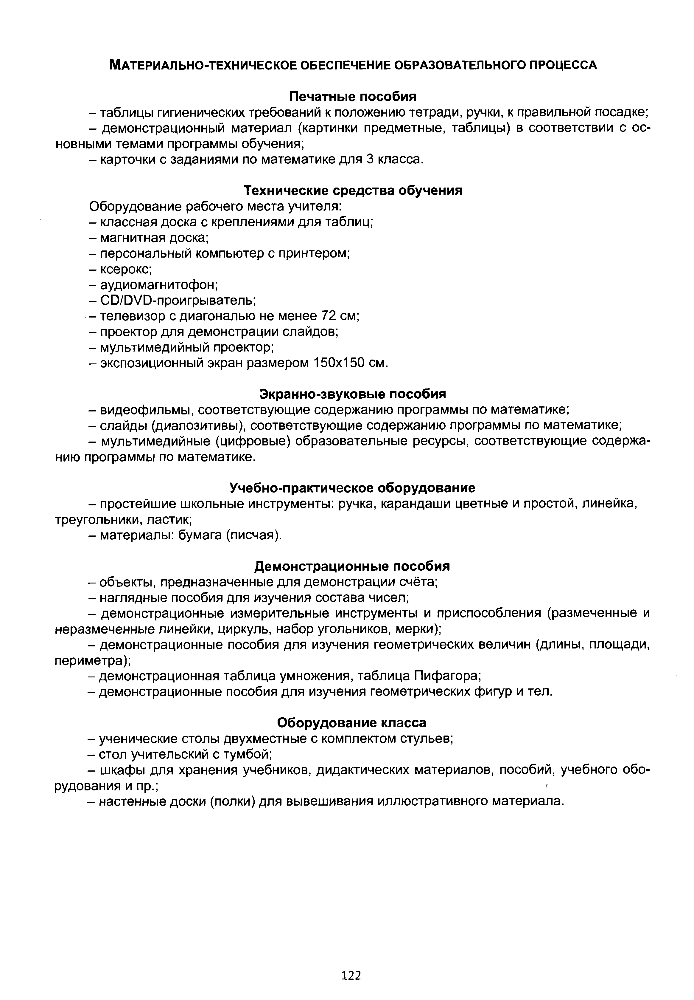 МАТЕРИАЛЬНО-ТЕХНИЧЕСКОЕ ОБЕСПЕЧЕНИЕ ОБРАЗОВАТЕЛЬНОГО ПРОЦЕССА
Печатные пособия
– таблицы гигиенических требований к положению тетради, ручки, к правильной посадке;
– демонстрационный материал (картинки предметные, таблицы) в соответствии с ос-
новными темами программы обучения;
– карточки с заданиями по математике для 3 класса.
Технические средства обучения
Оборудование рабочего места учителя:
– классная доска с креплениями для таблиц;
– магнитная доска;
– персональный компьютер с принтером;
– ксерокс;
– аудиомагнитофон;
– CD/DVD-проигрыватель;
– телевизор с диагональю не менее 72 см;
– проектор для демонстрации слайдов;
– мультимедийный проектор;
– экспозиционный экран размером 150х150 см.
Экранно-звуковые пособия
– видеофильмы, соответствующие содержанию программы по математике;
– слайды (диапозитивы), соответствующие содержанию программы по математике;
– мультимедийные (цифровые) образовательные ресурсы, соответствующие содержа-
нию программы по математике.
Учебно-практическое оборудование
– простейшие школьные инструменты: ручка, карандаши цветные и простой, линейка,
треугольники, ластик;
– материалы: бумага (писчая).
Демонстрационные пособия
– объекты, предназначенные для демонстрации счёта;
– наглядные пособия для изучения состава чисел;
– демонстрационные измерительные инструменты и приспособления (размеченные и
неразмеченные линейки, циркуль, набор угольников, мерки);
– демонстрационные пособия для изучения геометрических величин (длины, площади,
периметра);
– демонстрационная таблица умножения, таблица Пифагора;
– демонстрационные пособия для изучения геометрических фигур и тел.
Оборудование класса
– ученические столы двухместные с комплектом стульев;
– стол учительский с тумбой;
– шкафы для хранения учебников, дидактических материалов, пособий, учебного обо-
рудования и пр.;
– настенные доски (полки) для вывешивания иллюстративного материала.
122